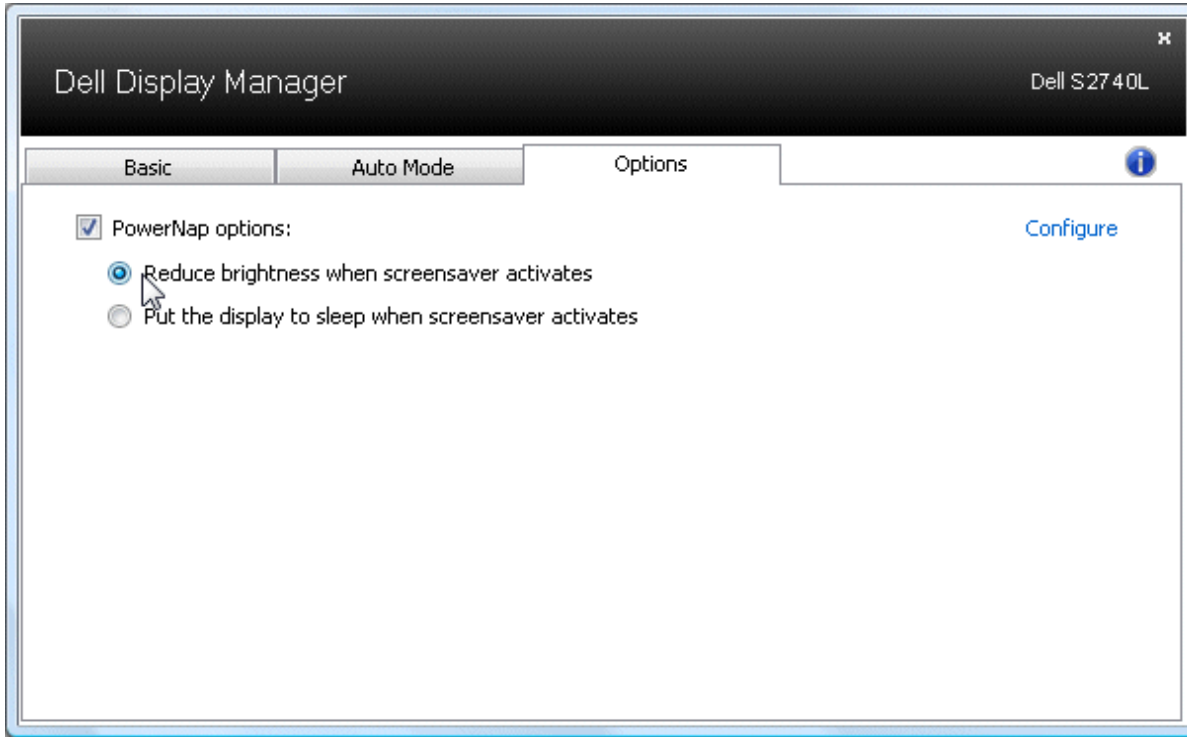 Dell Display Manager
Dell S2740L
Basic
Auto Mode
Options
PowerNap options:
Configure
Reduce brightness when screensaver activates
Put the display to sleep when screensaver activates